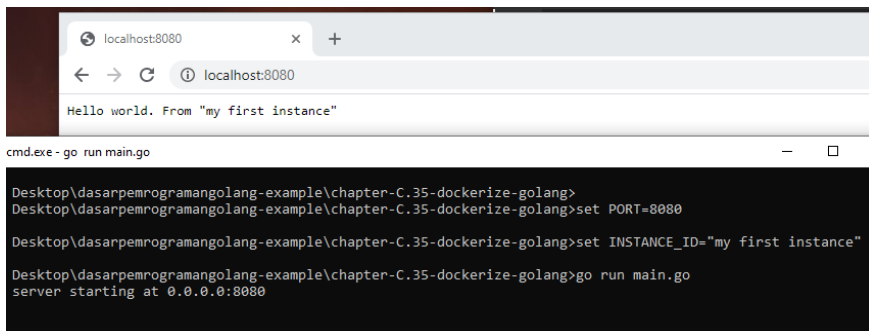 localhost:8080
localhost:8080
Hello world. From "my first instance"
cmd.exe - go run main.go
Desktop\dasarpemrogramangolang-example\chapter-C.35-dockerize-golang>
Desktop\dasarpemrogramangolang-example\chapter-C.35-dockerize-golang>set PORT=8080
Desktop\dasarpemrogramangolang-example\chapter-C.35-dockerize-golang>set INSTANCE_ID="my first instance"
Desktop\dasarpemrogramangolang-example\chapter-C.35-dockerize-golang>go run main.go
server starting at 0.0.0.0:8080